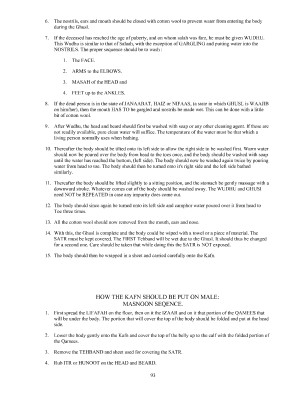 6. The nostrils, ears and mouth should be closed with cotton wool to prevent water from entering the body
during the Ghusl.
7. If the deceased has reached the age of puberty, and on whom salah was fite, he must be given WUDHU.
This Wudhu is similar to that of Salaah, with the exception of GARGLING and putting water into the
NOSTRILS. The proper sequence should be to wash:
1. The FACE.
2. ARMS to the ELBOWS.
3. MASAH of the HEAD and
4. FEET up to the ANKLES.
8. If the dead person is in the state of JANAABAT, HAIZ or NIFAAS, (a state in which GHUSL is WAAJIB
on him/her), then the mouth HAS TO be gargled and nostrils be made wet. This can be done with a little
bit of cotton wool.
9. After Wudhu, the head and beard should first be washed with soap or any other cleaning agent. If these are
not readily available, pure clean water will suffice. The temperature of the water must be that which a
living person normally uses when bathing.
10. Thereafter the body should be tilted onto its left side to allow the right side to be washed first. Warm water
should now be poured over the body from head to the toes once, and the body should be washed with soap
until the water has reached the bottom, (left side). The body should now be washed again twice by pouring
water from head to toe. The body should then be turned onto it's right side and the left side bathed
similarly.
11. Thereafter the body should be lifted slightly to a sitting position, and the stomach be gently massage with a
downward stroke. Whatever comes out of the body should be washed away. The WUDHU and GHUSL
need NOT be REPEATED in case any impurity does come out.
12. The body should since again be turned onto its left side and camphor water poured over it from head to
Toe three times.
13. All the cotton wool should now removed from the mouth, ears and nose.
14. With this, the Ghusl is complete and the body could be wiped with a towel or a piece of material. The
SATR must be kept covered. The FIRST Tehband will be wet due to the Ghusl. It should thus be changed
for a second one. Care should be taken that while doing this the SATR is NOT exposed.
15. The body should then be wrapped in a sheet and carried carefully onto the Kafn.
HOW THE KAFN SHOULD BE PUT ON MALE:
MASNOON SEQENCE.
1. First spread the LIFAFAH on the floor, then on it the IZAAR and on it that portion of the QAMEES that
will be under the body. The portion that will cover the top of the body should be folded and put at the head
side.
2. Lower the body gently onto the Kafn and cover the top of the belly up to the calf with the folded portion of
the Qamees.
3. Remove the TEHBAND and sheet used for covering the SATR.
4. Rub ITR or HUNOOT on the HEAD and BEARD.